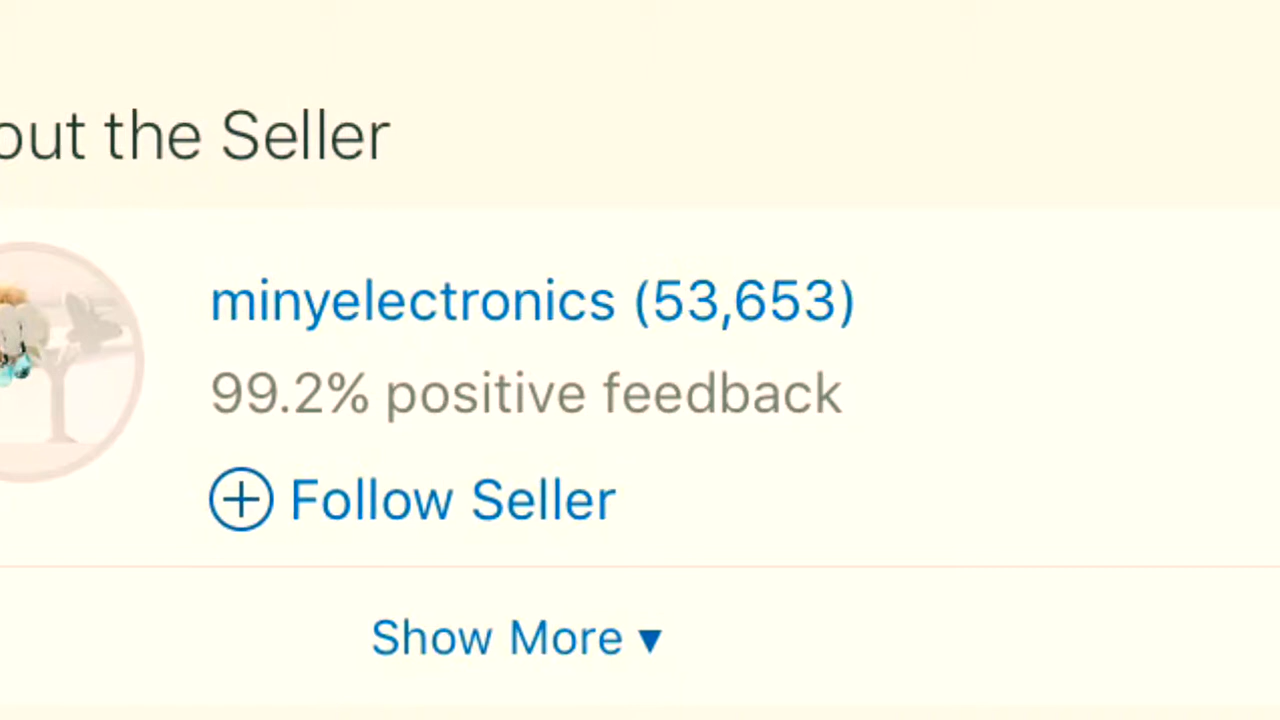 out the Seller
minyelectronics (53,653)
99.2% positive feedback
Follow Seller
Show More ▾